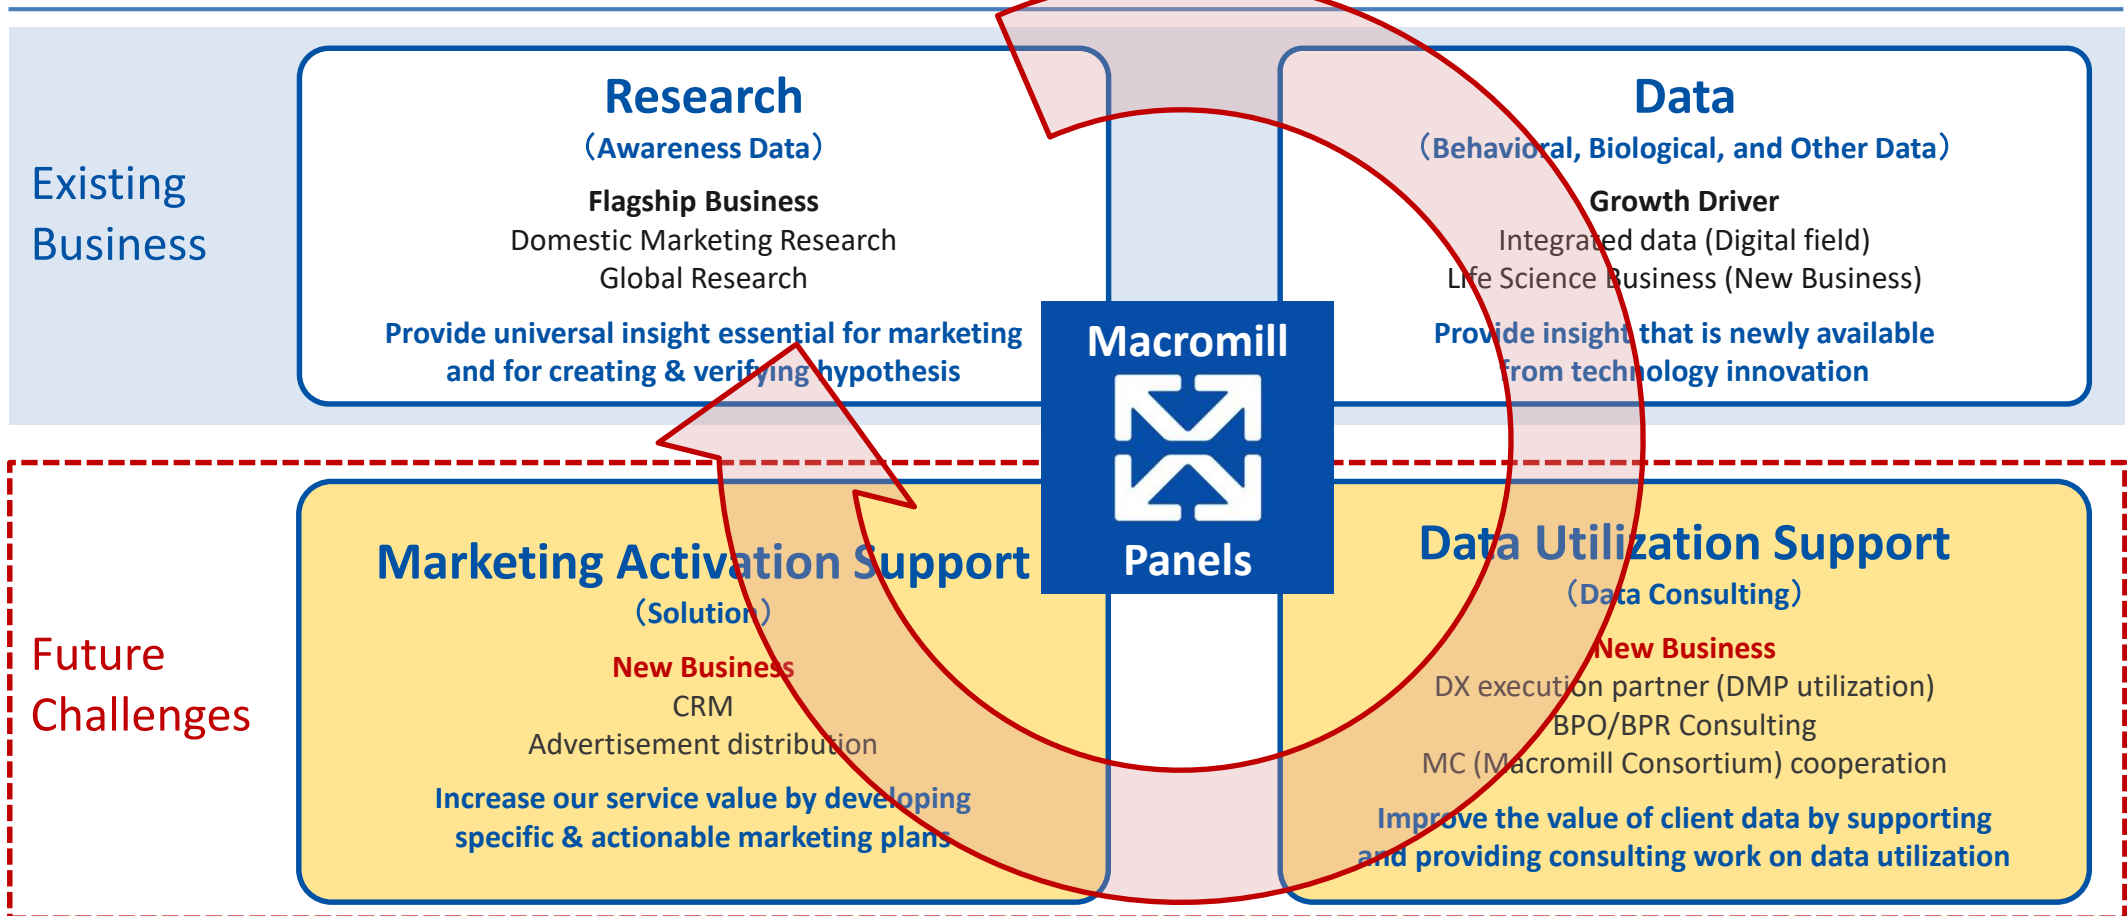 Existing
Business
Research
（Awareness Data）
Flagship Business
Domestic Marketing Research
Global Research
Provide universal insight essential for marketing
and for creating & verifying hypothesis
Data
（Behavioral, Biological, and Other Data）
Growth Driver
Integrated data (Digital field)
Life Science Business (New Business)
Provide insight that is newly available
from technology innovation
Macromill
Panels
Future
Challenges
Marketing Activation Support
（Solution）
New Business
CRM
Advertisement distribution
Increase our service value by developing
specific & actionable marketing plans
Data Utilization Support
（Data Consulting）
New Business
DX execution partner (DMP utilization)
BPO/BPR Consulting
MC (Macromill Consortium) cooperation
Improve the value of client data by supporting
and providing consulting work on data utilization